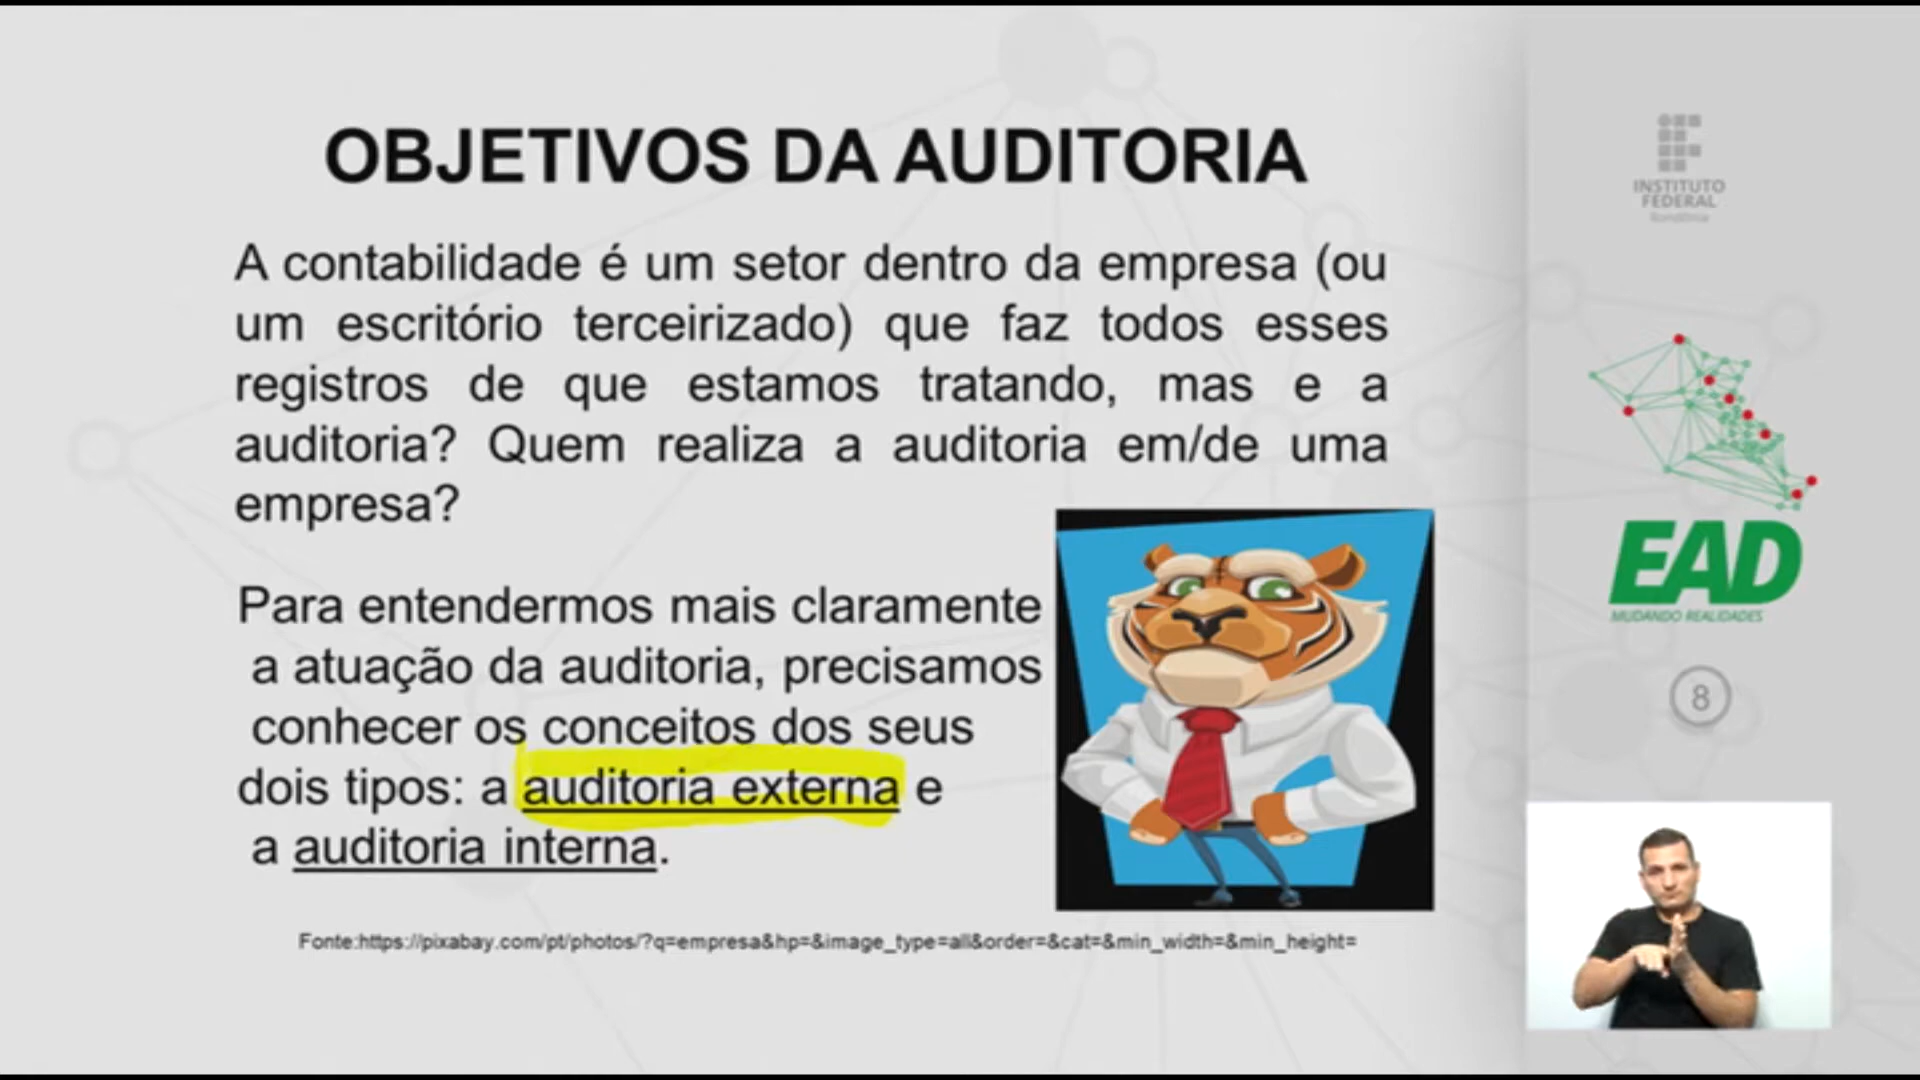 OBJETIVOS DA AUDITORIA
A contabilidade é um setor dentro da empresa (ou
um escritório terceirizado) que faz todos esses
registros de que estamos tratando, mas e a
auditoria? Quem realiza a auditoria em/de uma
empresa?
Para entendermos mais claramente
a atuação da auditoria, precisamos
conhecer os conceitos dos seus
dois tipos: a auditoria externa e
a auditoria interna.
Fonte:https://pixabay.com/pt/photos/?q=empresa&hp=&image_type=all&order=&cat=&min_width=&min_height=
INSTITUTO
FEDERAL
Rondônia
EAD
MUDANDO REALIDADES
8